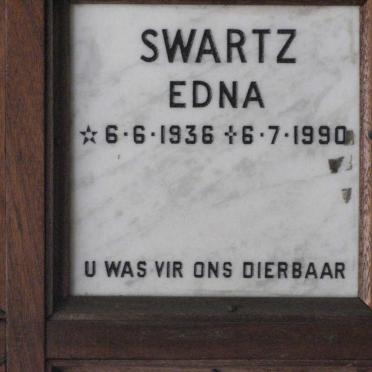 SWARTZ
EDNA
☆6·6·1936 ✝6·7·1990
U WAS VIR ONS DIERBAAR